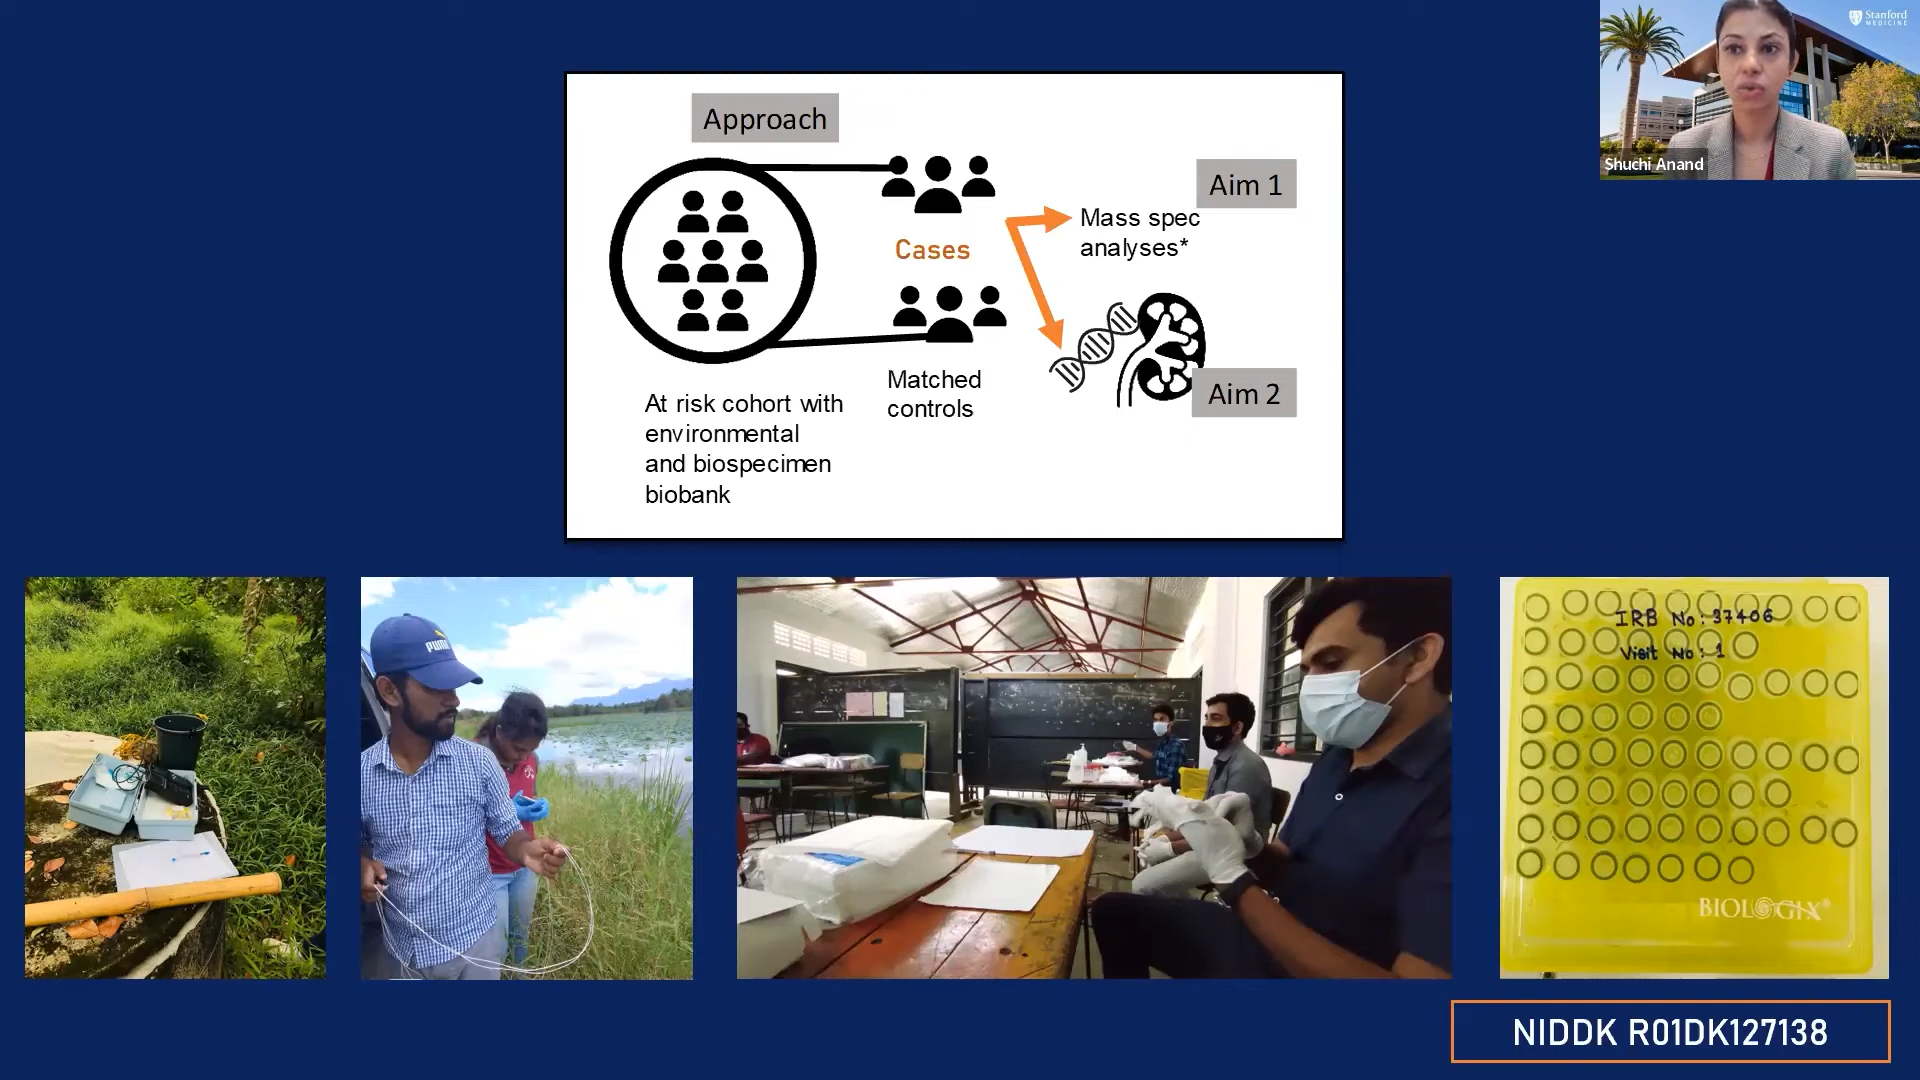 Stanford
MEDICINE
Shuchi Anand
Approach
Cases
Matched
controls
At risk cohort with
environmental
and biospecimen
biobank
Aim 1
Mass spec
analyses*
Aim 2
PUMA
IRB No: 37406
Visit No: 1
BIOLOGIX®
NIDDK R01DK127138